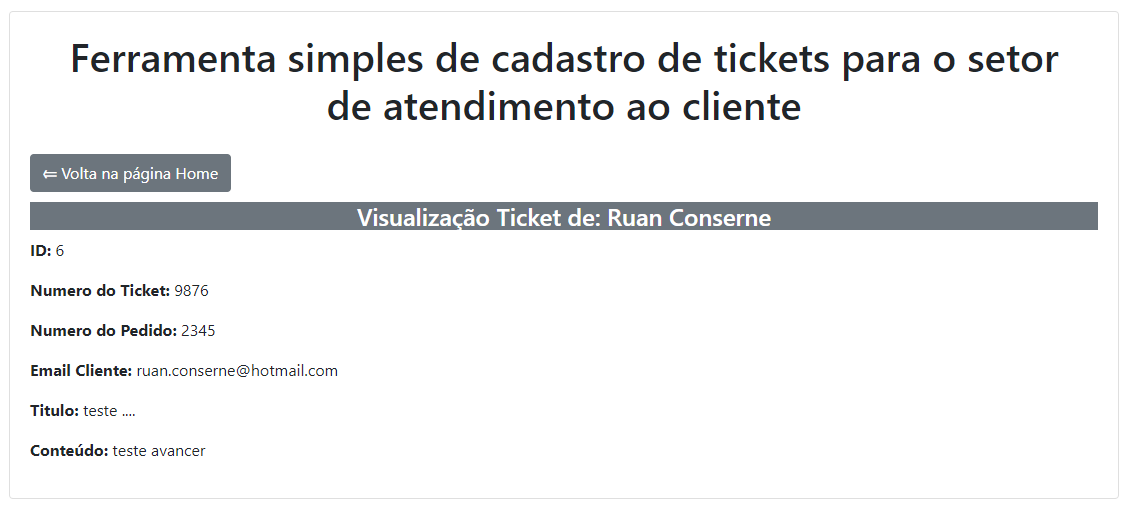 Ferramenta simples de cadastro de tickets para o setor
de atendimento ao cliente
⇐ Volta na página Home
Visualização Ticket de: Ruan Conserne
ID: 6
Numero do Ticket: 9876
Numero do Pedido: 2345
Email Cliente: ruan.conserne@hotmail.com
Titulo: teste ....
Conteúdo: teste avancer